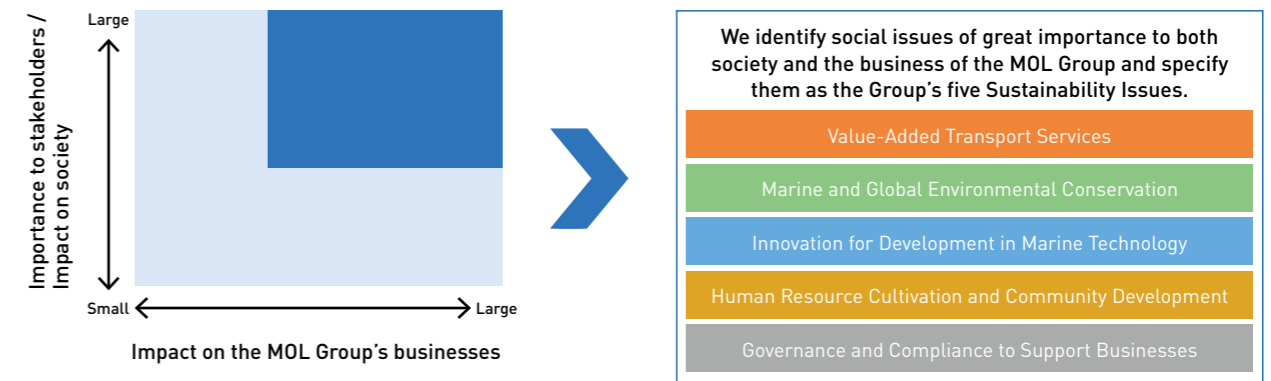 Importance to stakeholders /
Impact on society
Large
Small
Large
Impact on the MOL Group's businesses
We identify social issues of great importance to both
society and the business of the MOL Group and specify
them as the Group's five Sustainability Issues.
Value-Added Transport Services
Marine and Global Environmental Conservation
Innovation for Development in Marine Technology
Human Resource Cultivation and Community Development
Governance and Compliance to Support Businesses